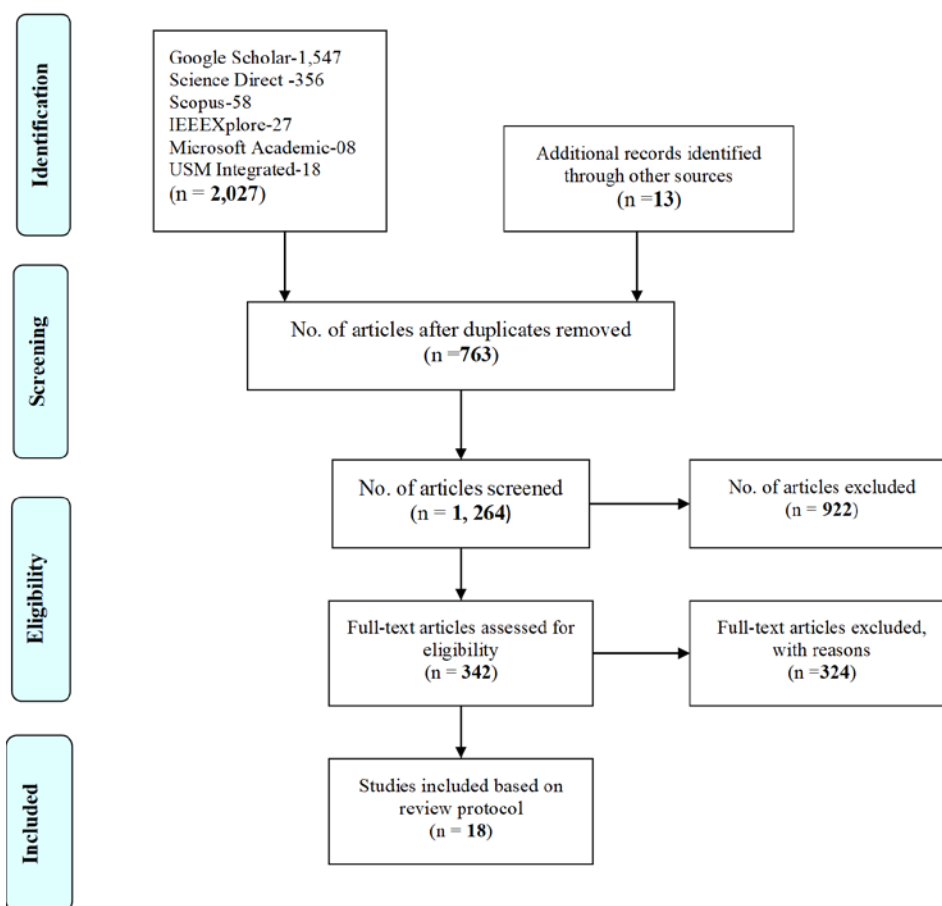 Identification
Google Scholar-1,547
Science Direct -356
Scopus-58
IEEEXplore-27
Microsoft Academic-08
USM Integrated-18
(n = 2,027)
Additional records identified
through other sources
(n =13)
Screening
No. of articles after duplicates removed
(n =763)
No. of articles screened
(n = 1, 264)
No. of articles excluded
(n = 922)
Eligibility
Full-text articles assessed for
eligibility
(n = 342)
Full-text articles excluded,
with reasons
(n =324)
Included
Studies included based on
review protocol
(n = 18)